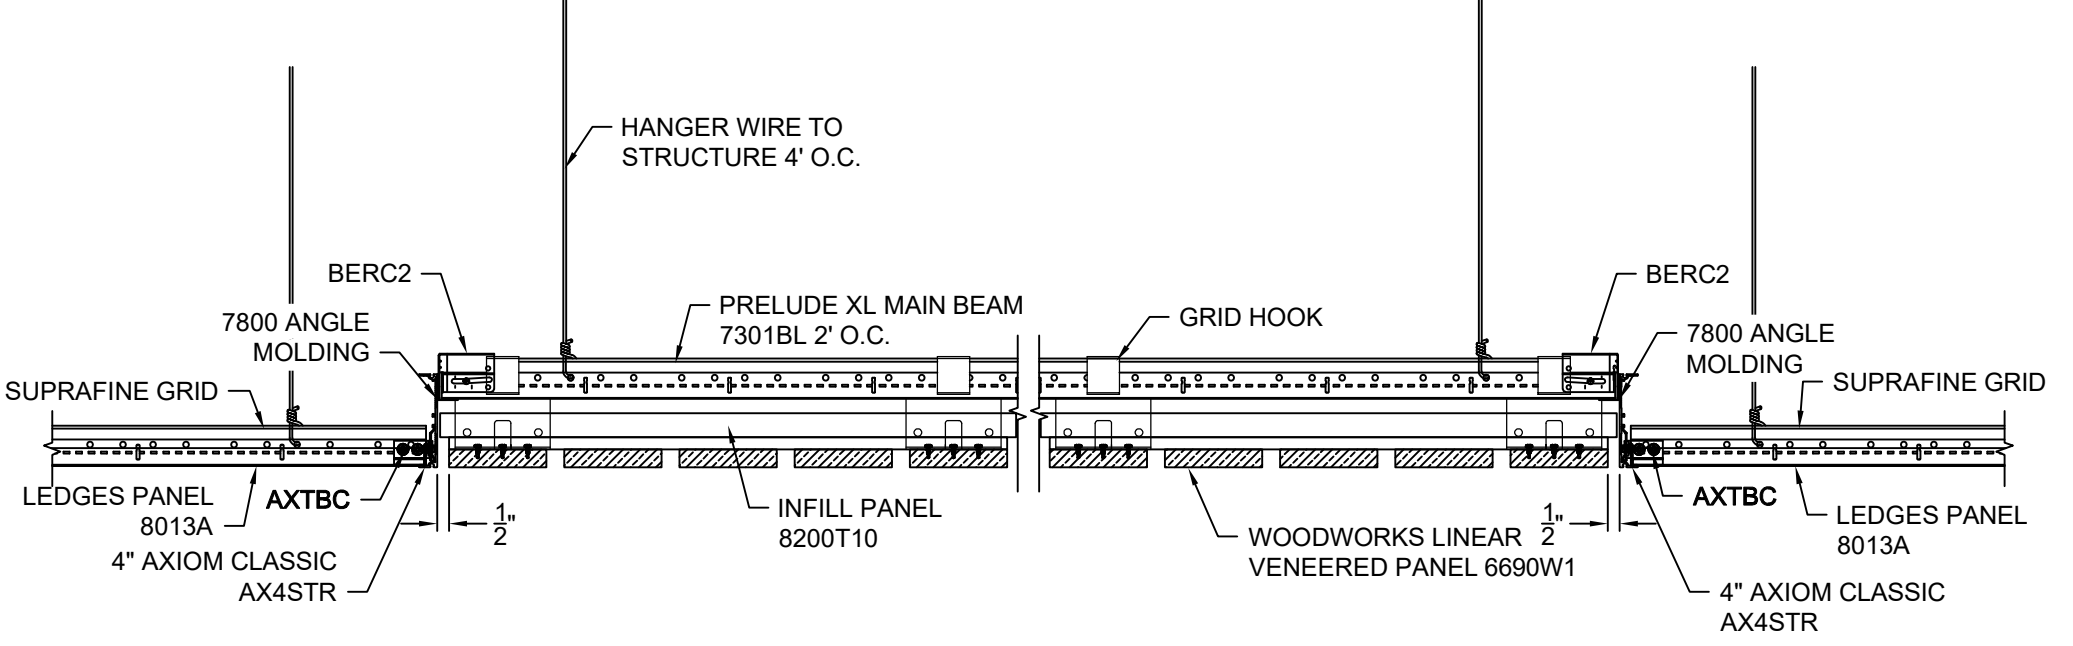 HANGER WIRE TO
STRUCTURE 4' O.C.
BERC2
BERC2
7800 ANGLE
MOLDING
PRELUDE XL MAIN BEAM
7301BL 2' O.C.
GRID HOOK
7800 ANGLE
MOLDING
SUPRAFINE GRID
SUPRAFINE GRID
LEDGES PANEL
8013A
AXTBC
1/2"
INFILL PANEL
8200T10
WOODWORKS LINEAR
VENEERED PANEL 6690W1
1/2"
AXTBC
LEDGES PANEL
8013A
4" AXIOM CLASSIC
AX4STR
4" AXIOM CLASSIC
AX4STR